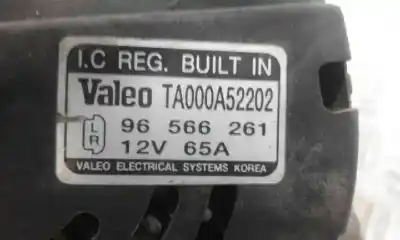 I.C REG. BUILT IN
Valeo TA000A52202
L 96 566 261
R 12V 65A
VALEO ELECTRICAL SYSTEMS KOREA